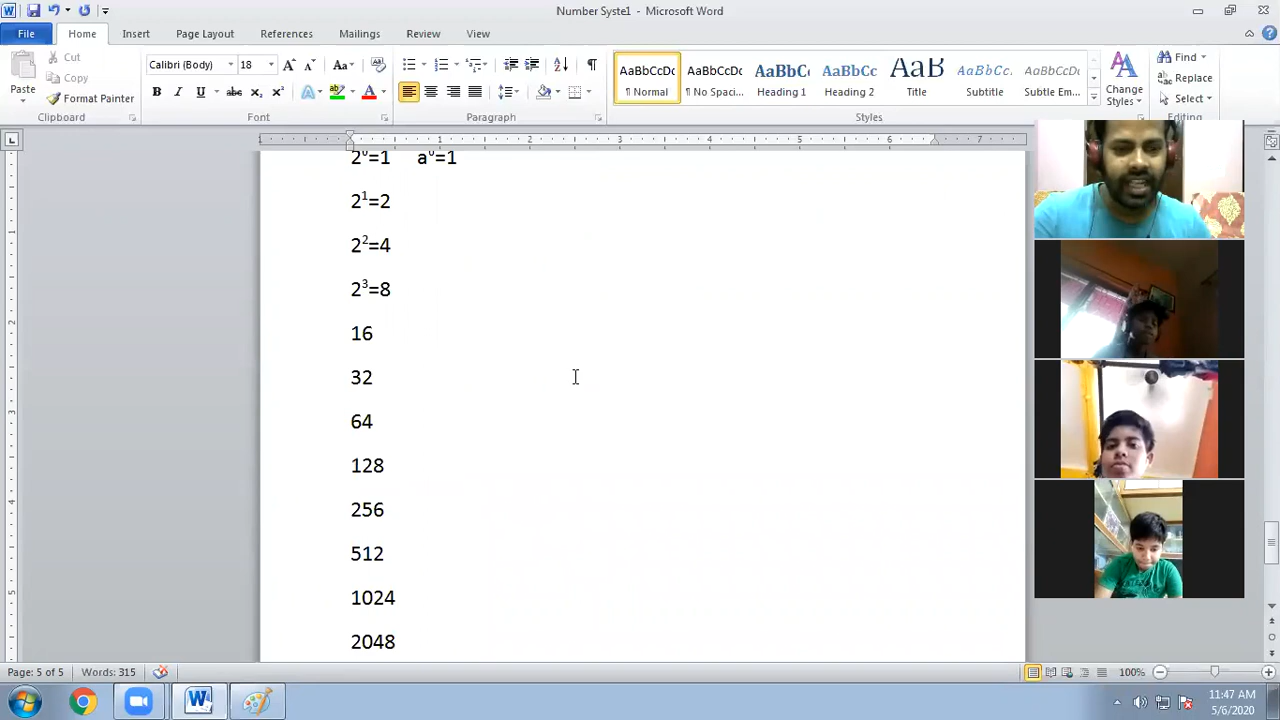 Number Syste1 - Microsoft Word
File Home Insert Page Layout References Mailings Review View
Paste
Cut
Copy
Format Painter
Clipboard
Calibri (Body) 18
Font
Paragraph
AaBbCcDc ¶ Normal
AaBbCcDc ¶ No Spaci...
AaBbC Heading 1
AaBbCc Heading 2
AaB Title
AaBbCcL Subtitle
AaBbCcDc Subtle Em...
Change Styles
Styles
Find
Replace
Select
Editing
2⁰=1 a⁰=1
2¹=2
2²=4
2³=8
16
32
64
128
256
512
1024
2048
Page: 5 of 5 Words: 315 100%
11:47 AM
5/6/2020